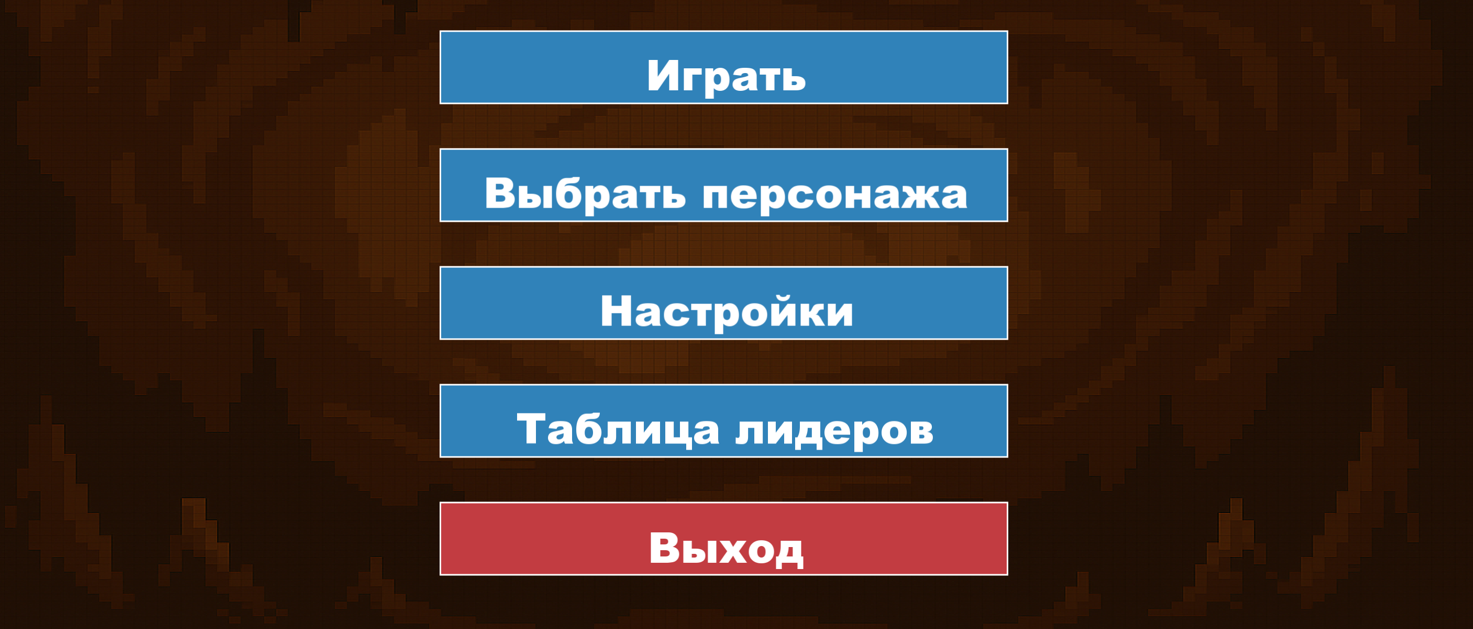 Играть
Выбрать персонажа
Настройки
Таблица лидеров
Выход